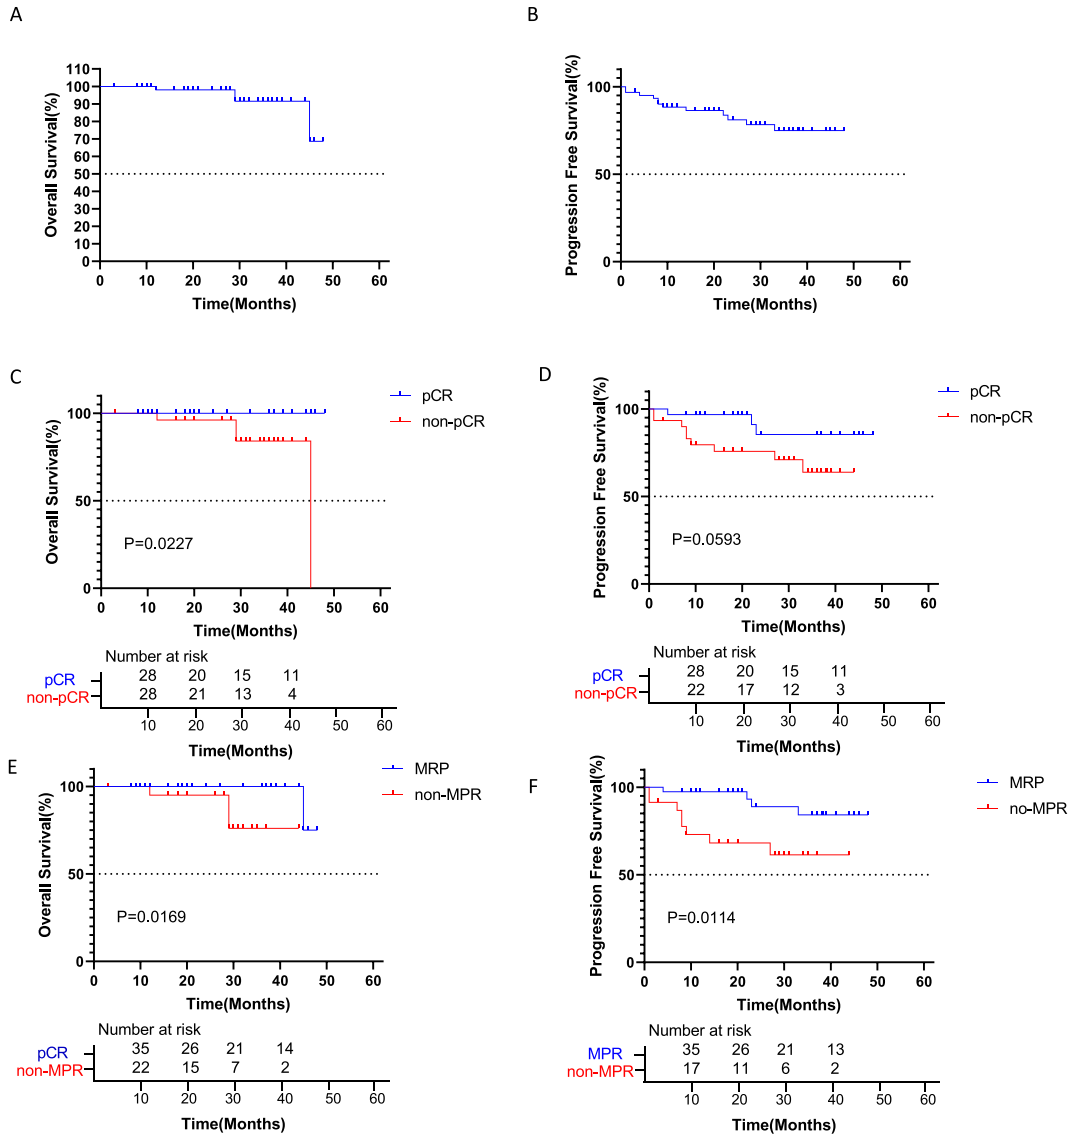 A
110
100
90
80
70
60
50
40
30
20
10
0
Overall Survival(%)
0 10 20 30 40 50 60
Time(Months)
B
100
50
0
Progression Free Survival(%)
0 10 20 30 40 50 60
Time(Months)
C
pCR
non-pCR
100
50
0
Overall Survival(%)
P=0.0227
0 10 20 30 40 50 60
Time(Months)
Number at risk
pCR 28 20 15 11
non-pCR 28 21 13 4
10 20 30 40 50 60
Time(Months)
D
pCR
non-pCR
100
50
0
Progression Free Survival(%)
P=0.0593
0 10 20 30 40 50 60
Time(Months)
Number at risk
pCR 28 20 15 11
non-pCR 22 17 12 3
10 20 30 40 50 60
Time(Months)
E
MRP
non-MPR
100
50
0
Overall Survival(%)
P=0.0169
0 10 20 30 40 50 60
Time(Months)
Number at risk
pCR 35 26 21 14
non-MPR 22 15 7 2
10 20 30 40 50 60
Time(Months)
F
MRP
no-MPR
100
50
0
Progression Free Survival(%)
P=0.0114
0 10 20 30 40 50 60
Time(Months)
Number at risk
MPR 35 26 21 13
non-MPR 17 11 6 2
10 20 30 40 50 60
Time(Months)